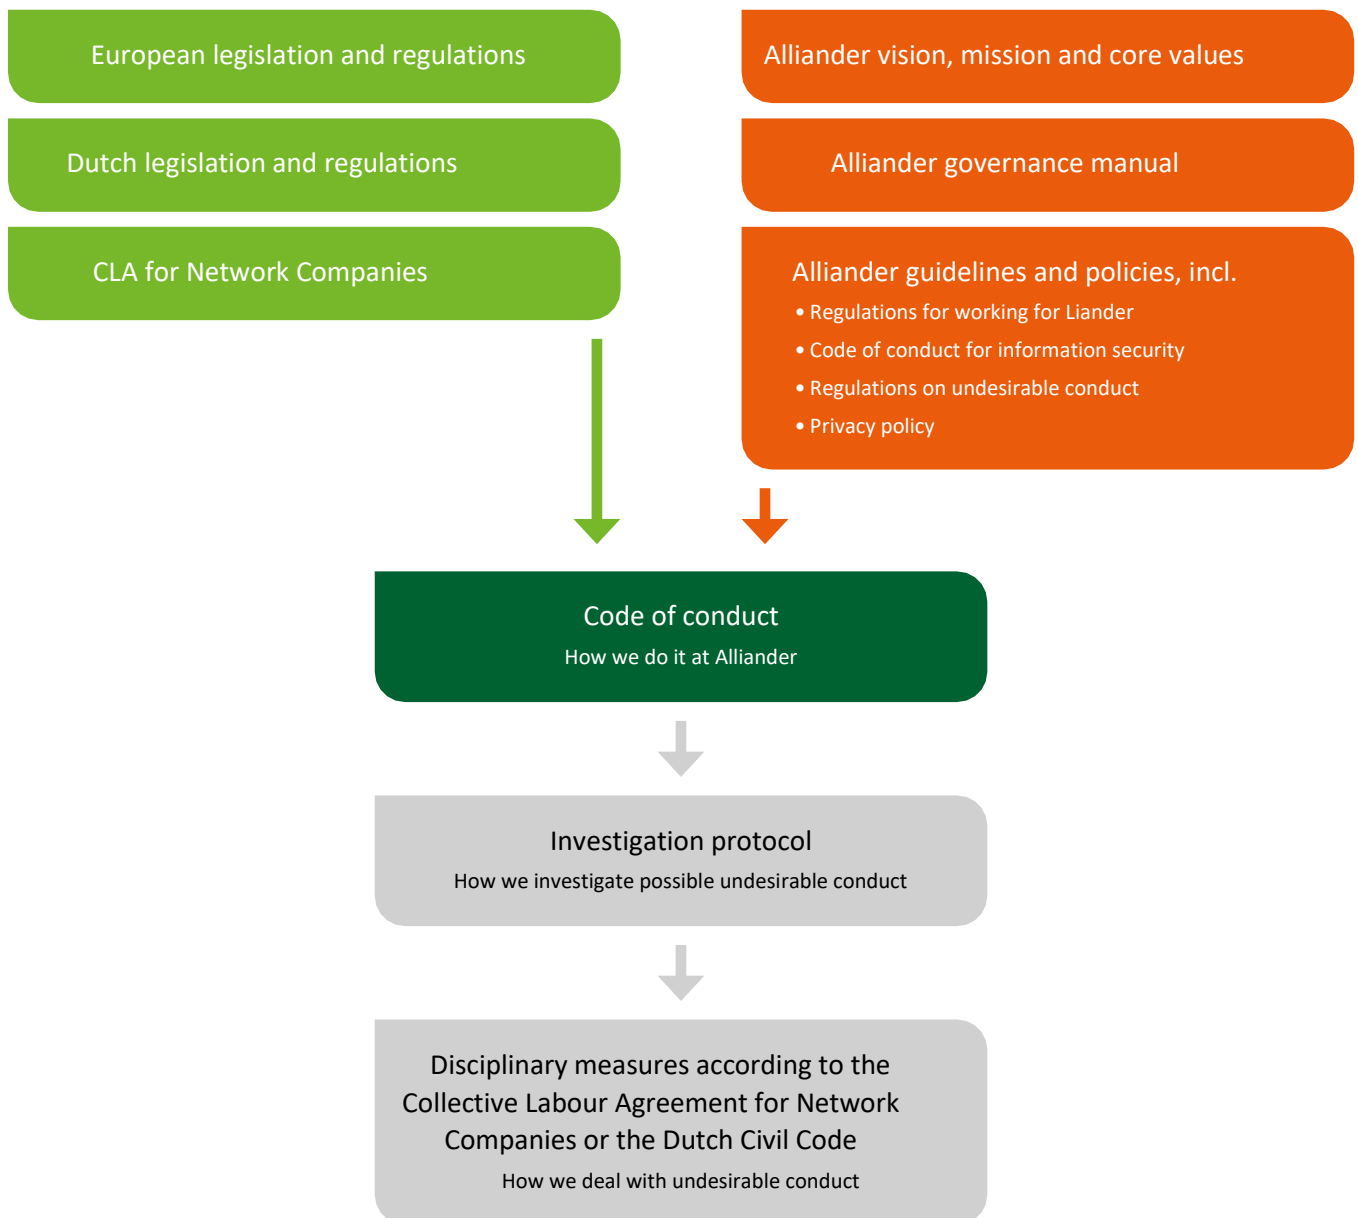 European legislation and regulations
Dutch legislation and regulations
CLA for Network Companies
Alliander vision, mission and core values
Alliander governance manual
Alliander guidelines and policies, incl.
• Regulations for working for Liander
• Code of conduct for information security
• Regulations on undesirable conduct
• Privacy policy
Code of conduct
How we do it at Alliander
Investigation protocol
How we investigate possible undesirable conduct
Disciplinary measures according to the
Collective Labour Agreement for Network
Companies or the Dutch Civil Code
How we deal with undesirable conduct